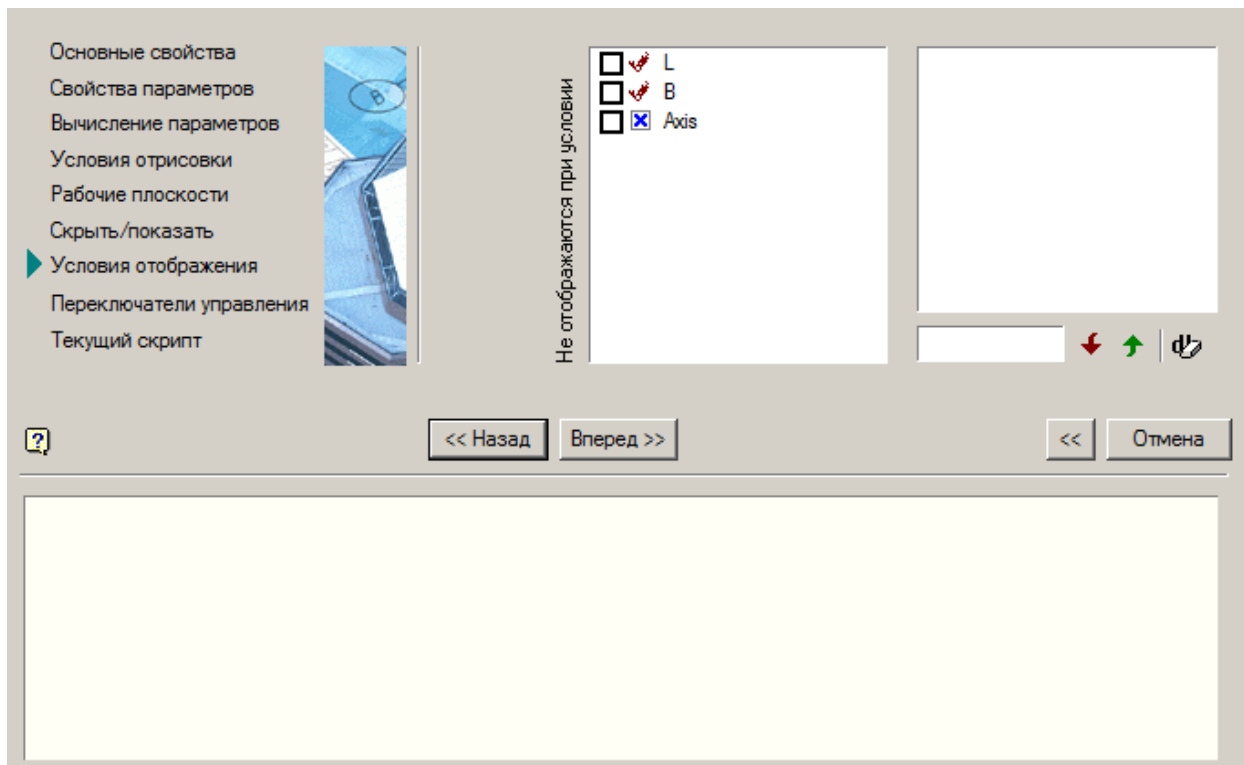 Основные свойства
Свойства параметров
Вычисление параметров
Условия отрисовки
Рабочие плоскости
Скрыть/показать
Условия отображения
Переключатели управления
Текущий скрипт
B
Не отображаются при условии
L
B
Axis
<< Назад
Вперед >>
<<
Отмена